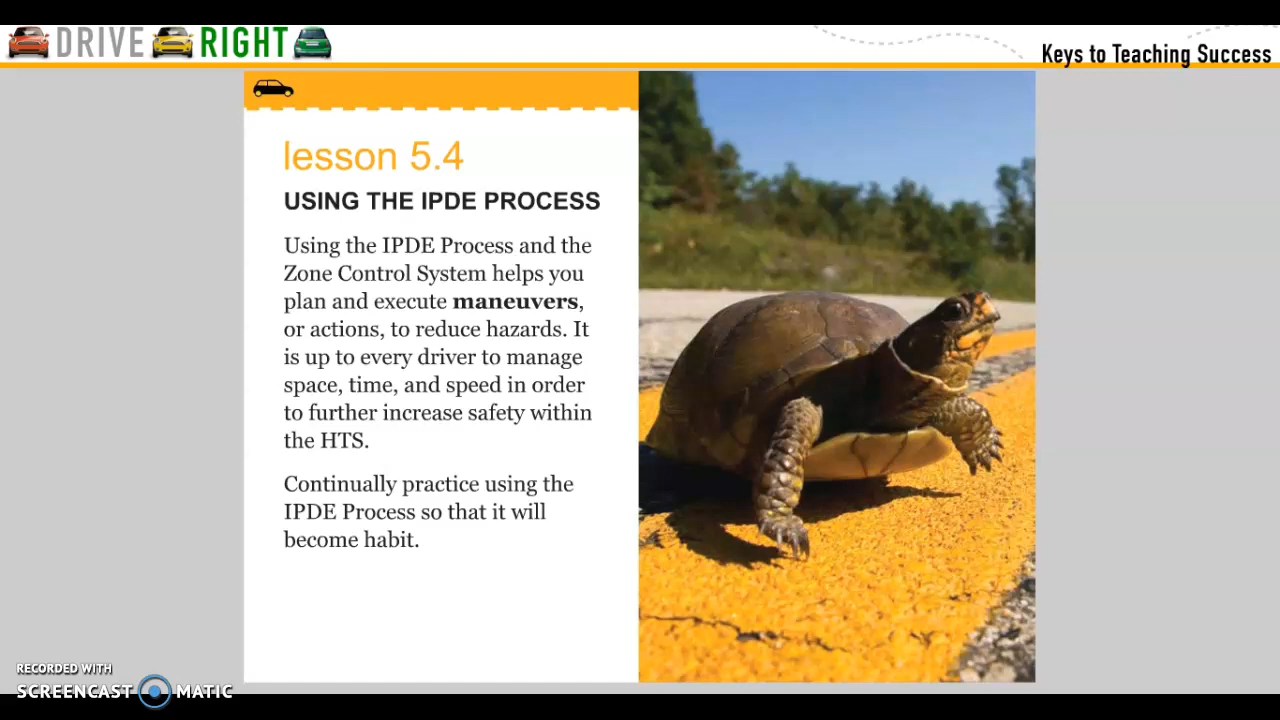 DRIVE RIGHT
Keys to Teaching Success
lesson 5.4
USING THE IPDE PROCESS
Using the IPDE Process and the
Zone Control System helps you
plan and execute maneuvers,
or actions, to reduce hazards. It
is up to every driver to manage
space, time, and speed in order
to further increase safety within
the HTS.
Continually practice using the
IPDE Process so that it will
become habit.
RECORDED WITH
SCREENCAST MATIC